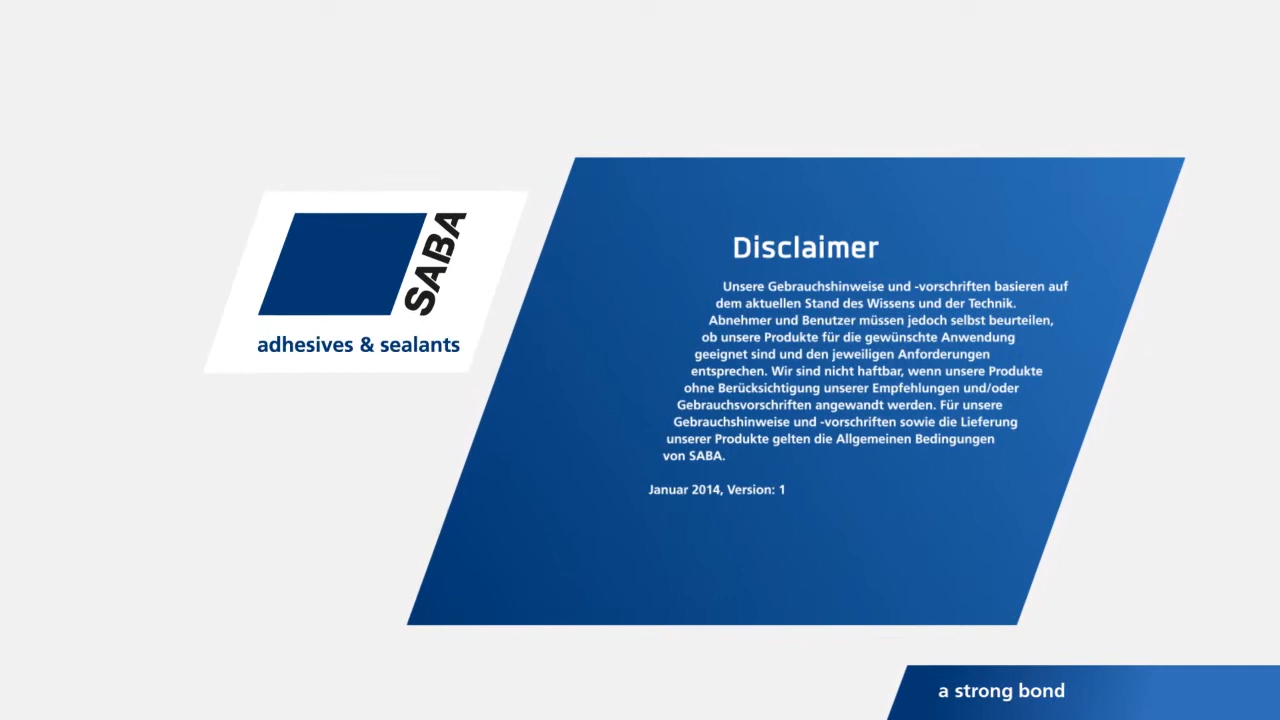 SABA
adhesives & sealants
Disclaimer
Unsere Gebrauchshinweise und -vorschriften basieren auf
dem aktuellen Stand des Wissens und der Technik.
Abnehmer und Benutzer müssen jedoch selbst beurteilen,
ob unsere Produkte für die gewünschte Anwendung
geeignet sind und den jeweiligen Anforderungen
entsprechen. Wir sind nicht haftbar, wenn unsere Produkte
ohne Berücksichtigung unserer Empfehlungen und/oder
Gebrauchsvorschriften angewandt werden. Für unsere
Gebrauchshinweise und -vorschriften sowie die Lieferung
unserer Produkte gelten die Allgemeinen Bedingungen
von SABA.
Januar 2014, Version: 1
a strong bond